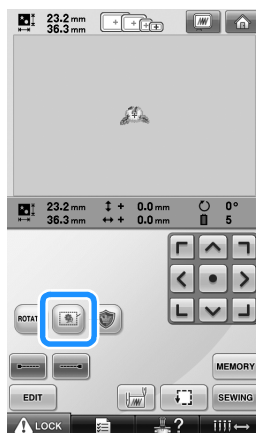 23.2 mm
36.3 mm
23.2 mm ↕ + 0.0 mm 0°
36.3 mm ↔ + 0.0 mm 5
ROTAT
MEMORY
EDIT
SEWING
LOCK
?